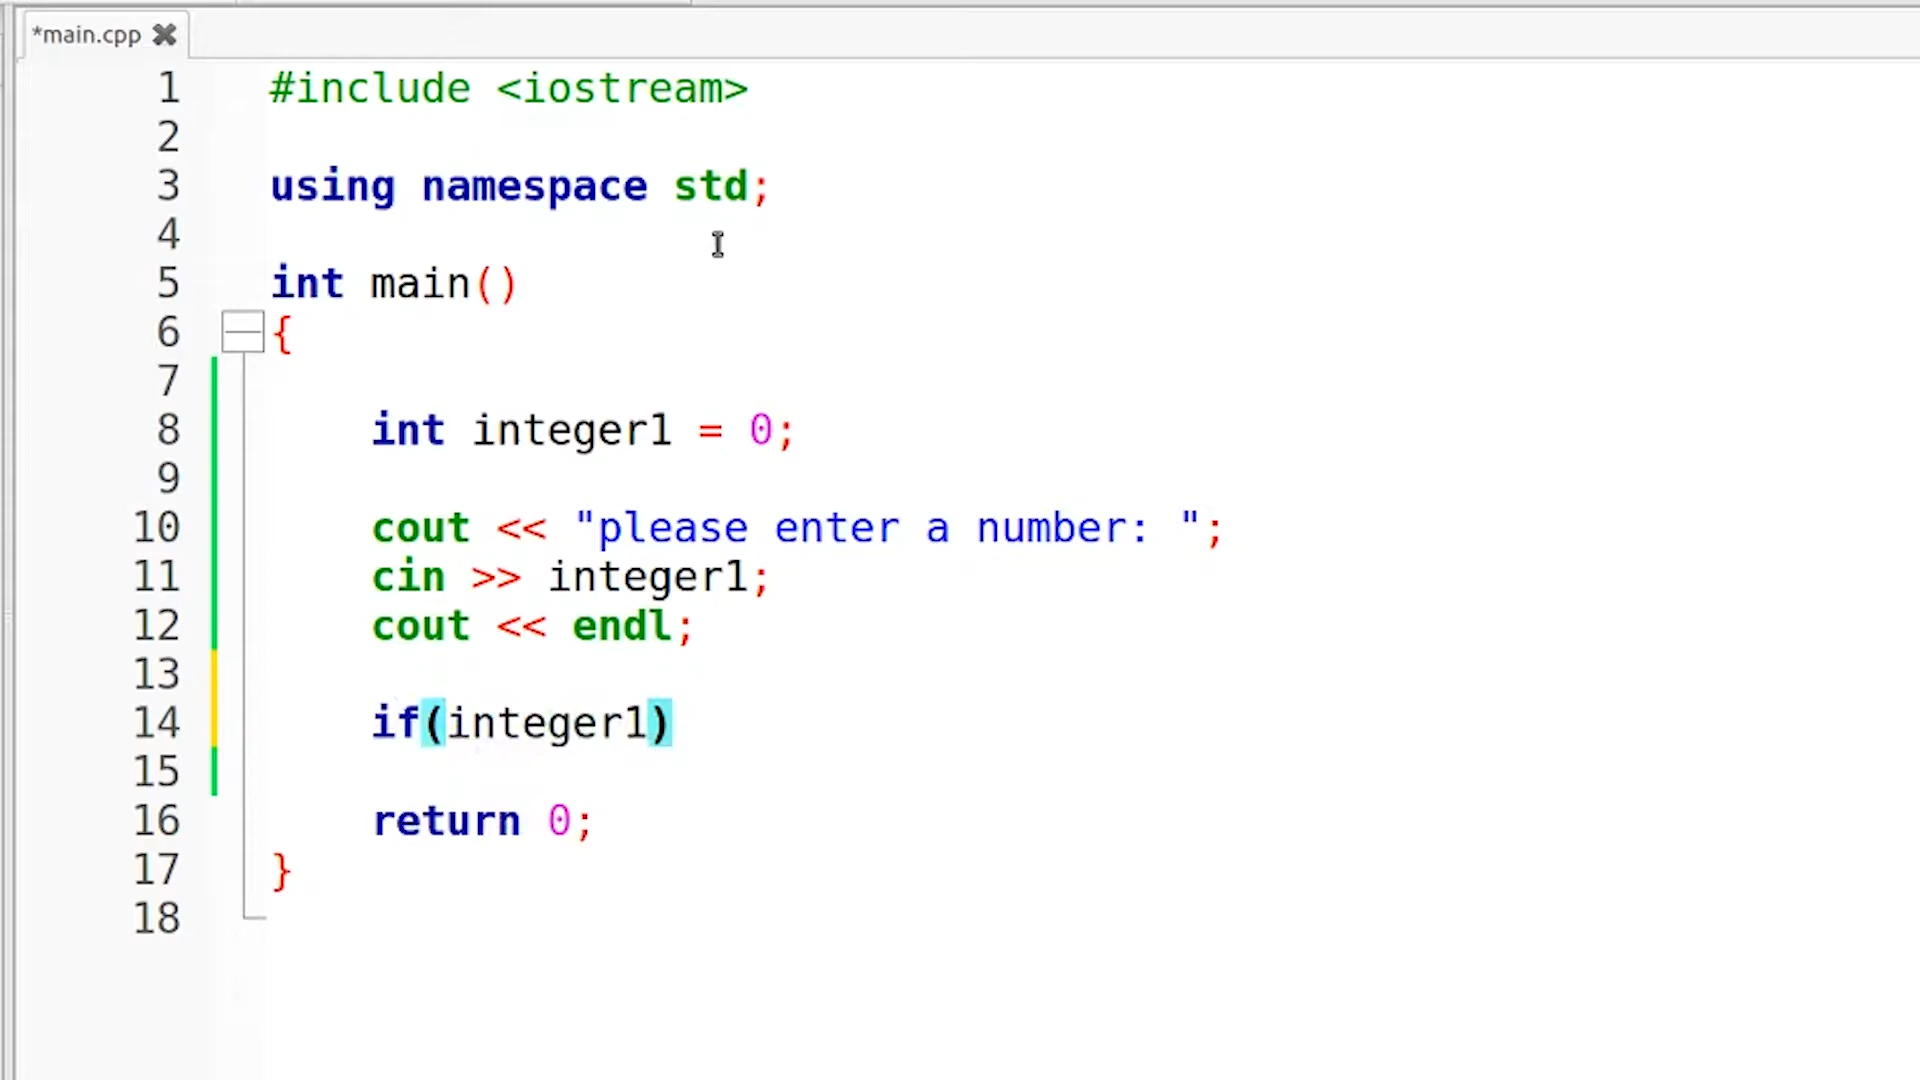 *main.cpp
1 #include <iostream>
2
3 using namespace std;
4
5 int main()
6 {
7
8 int integer1 = 0;
9
10 cout << "please enter a number: ";
11 cin >> integer1;
12 cout << endl;
13
14 if(integer1)
15
16 return 0;
17 }
18